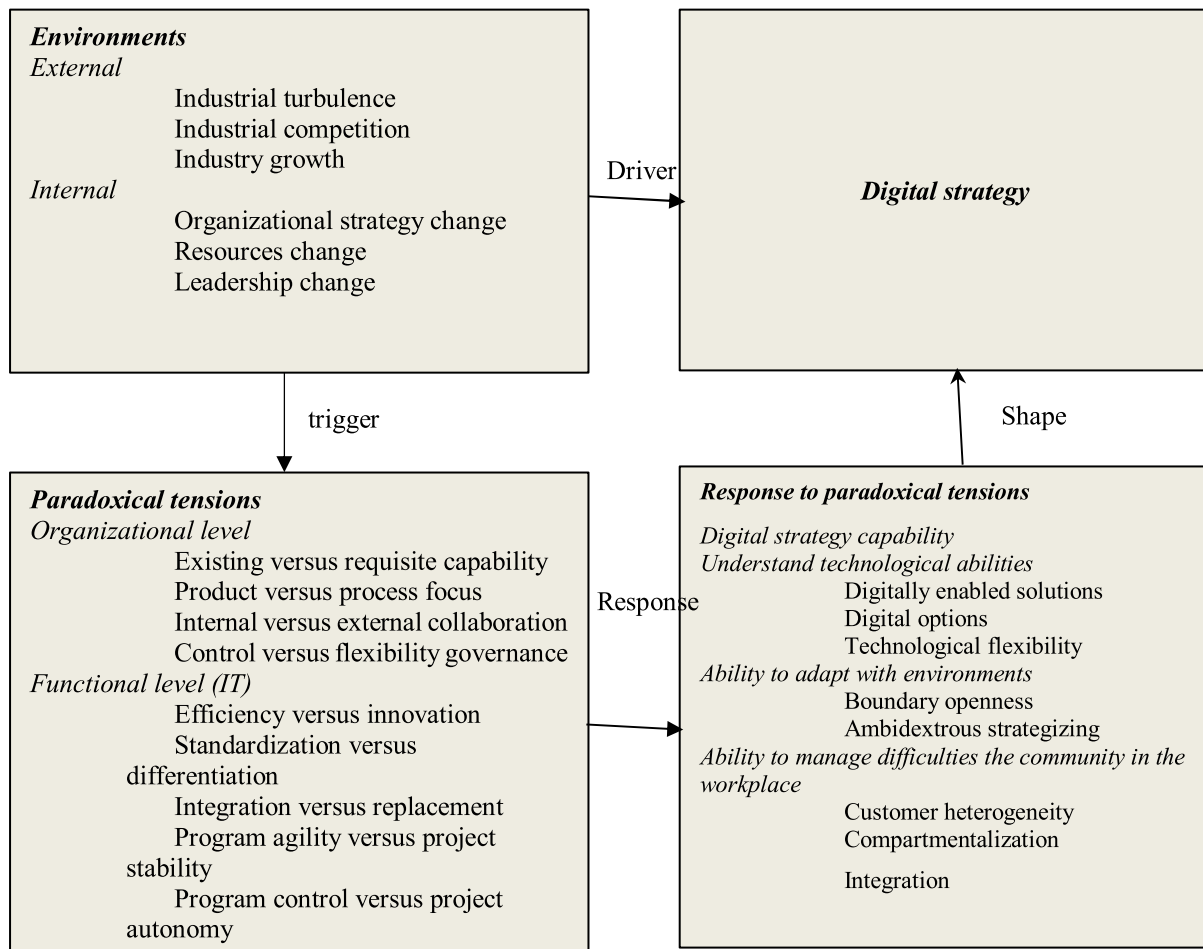 Environments
External
Industrial turbulence
Industrial competition
Industry growth
Internal
Organizational strategy change
Resources change
Leadership change
Driver
Digital strategy
trigger
Shape
Paradoxical tensions
Organizational level
Existing versus requisite capability
Product versus process focus
Internal versus external collaboration
Control versus flexibility governance
Functional level (IT)
Efficiency versus innovation
Standardization versus
differentiation
Integration versus replacement
Program agility versus project
stability
Program control versus project
autonomy
Response
Response to paradoxical tensions
Digital strategy capability
Understand technological abilities
Digitally enabled solutions
Digital options
Technological flexibility
Ability to adapt with environments
Boundary openness
Ambidextrous strategizing
Ability to manage difficulties the community in the
workplace
Customer heterogeneity
Compartmentalization
Integration